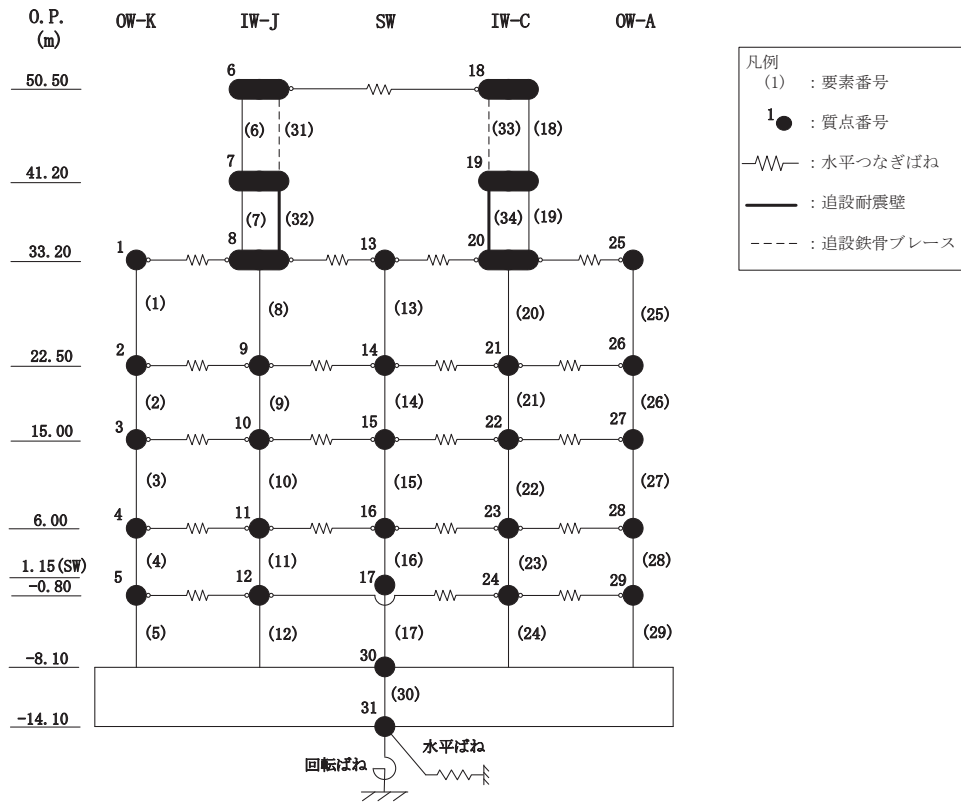 O.P.
(m)
OW-K IW-J SW IW-C OW-A
凡例
(1) : 要素番号
1 : 質点番号
: 水平つなぎばね
: 追設耐震壁
: 追設鉄骨ブレース
50.50 6 18
(6) (31) (33) (18)
41.20 7 19
(7) (32) (34) (19)
33.20 1 8 13 20 25
(1) (8) (13) (20) (25)
22.50 2 9 14 21 26
(2) (9) (14) (21) (26)
15.00 3 10 15 22 27
(3) (10) (15) (22) (27)
6.00 4 11 16 23 28
(4) (11) (16) (23) (28)
1.15(SW) 17
-0.80 5 12 24 29
(5) (12) (17) (24) (29)
-8.10 30
(30)
-14.10 31
水平ばね
回転ばね